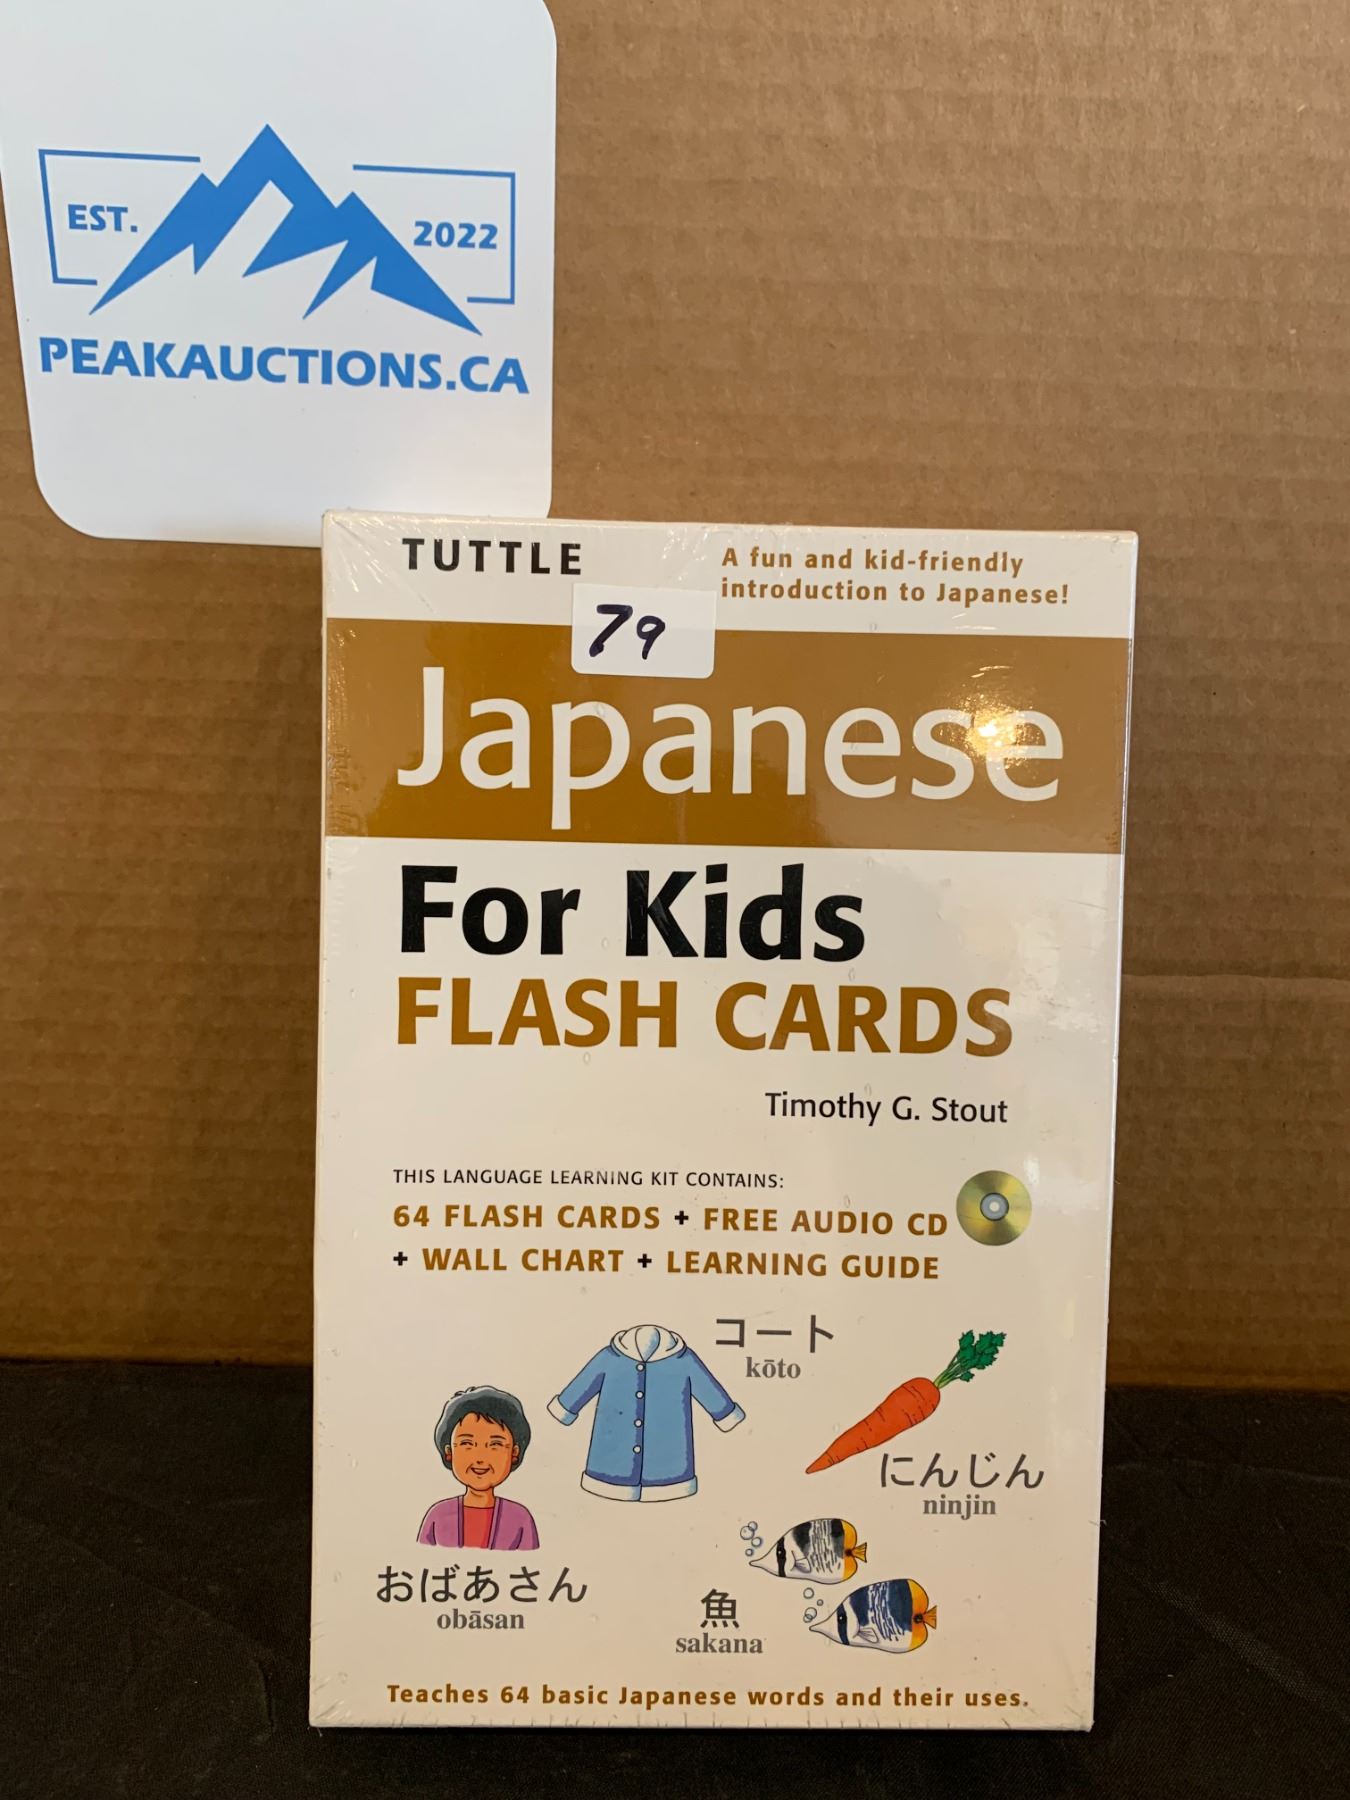 EST.
2022
PEAKAUCTIONS.CA
TUTTLE
A fun and kid-friendly
introduction to Japanese!
79
Japanese
For Kids
FLASH CARDS
Timothy G. Stout
THIS LANGUAGE LEARNING KIT CONTAINS:
64 FLASH CARDS + FREE AUDIO CD
+ WALL CHART + LEARNING GUIDE
コート
kōto
にんじん
ninjin
おばあさん
obāsan
魚
sakana
Teaches 64 basic Japanese words and their uses.